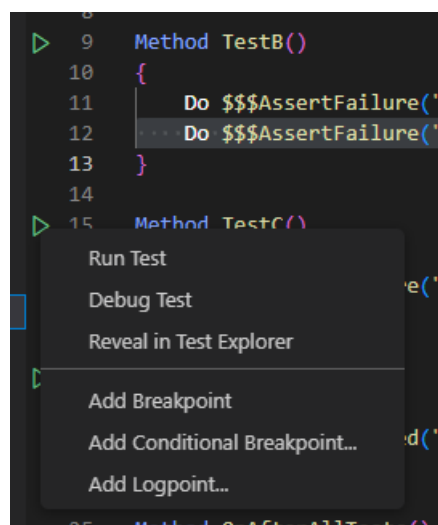 8
9 Method TestB()
10 {
11 Do $$$AssertFailure("
12 ····Do·$$$AssertFailure("
13 }
14
15 Method TestC()
Run Test
e("
Debug Test
Reveal in Test Explorer
Add Breakpoint
Add Conditional Breakpoint...
d("
Add Logpoint...